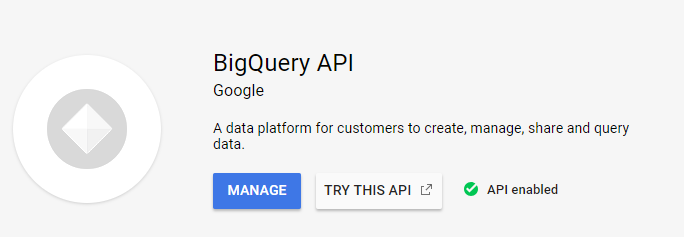 BigQuery API
Google
A data platform for customers to create, manage, share and query
data.
MANAGE
TRY THIS API
API enabled